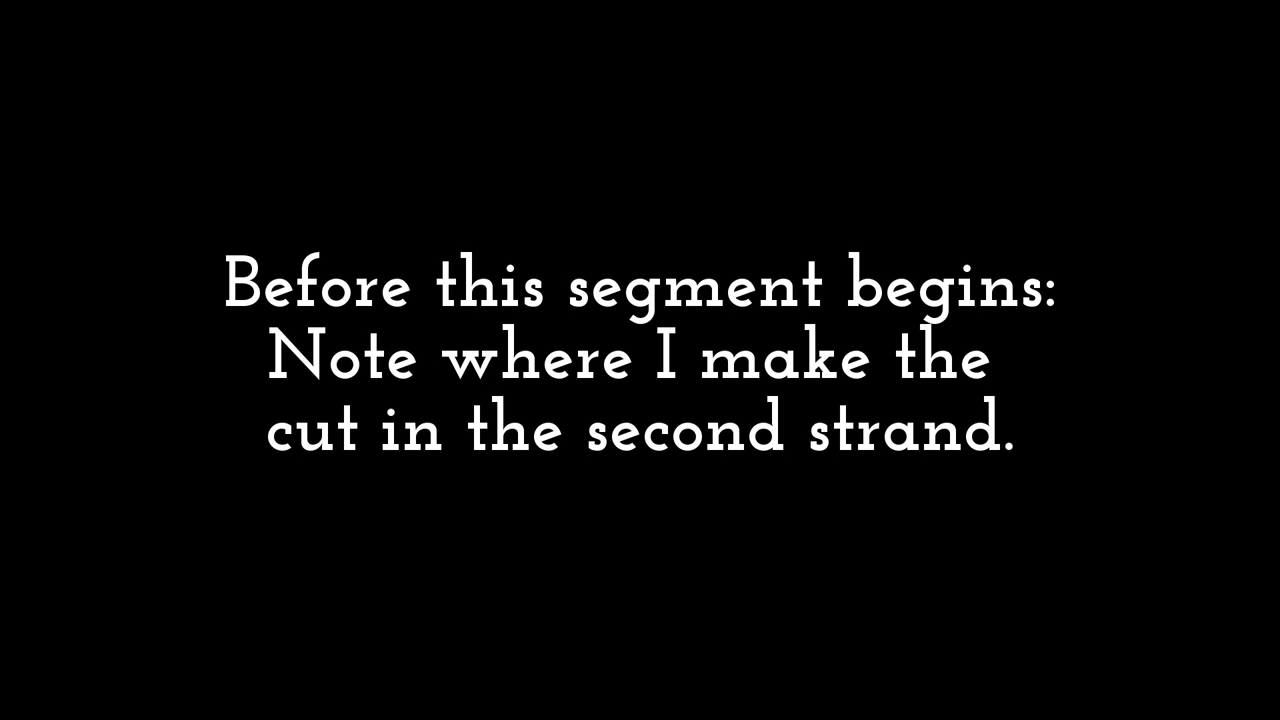 Before this segment begins:
Note where I make the
cut in the second strand.